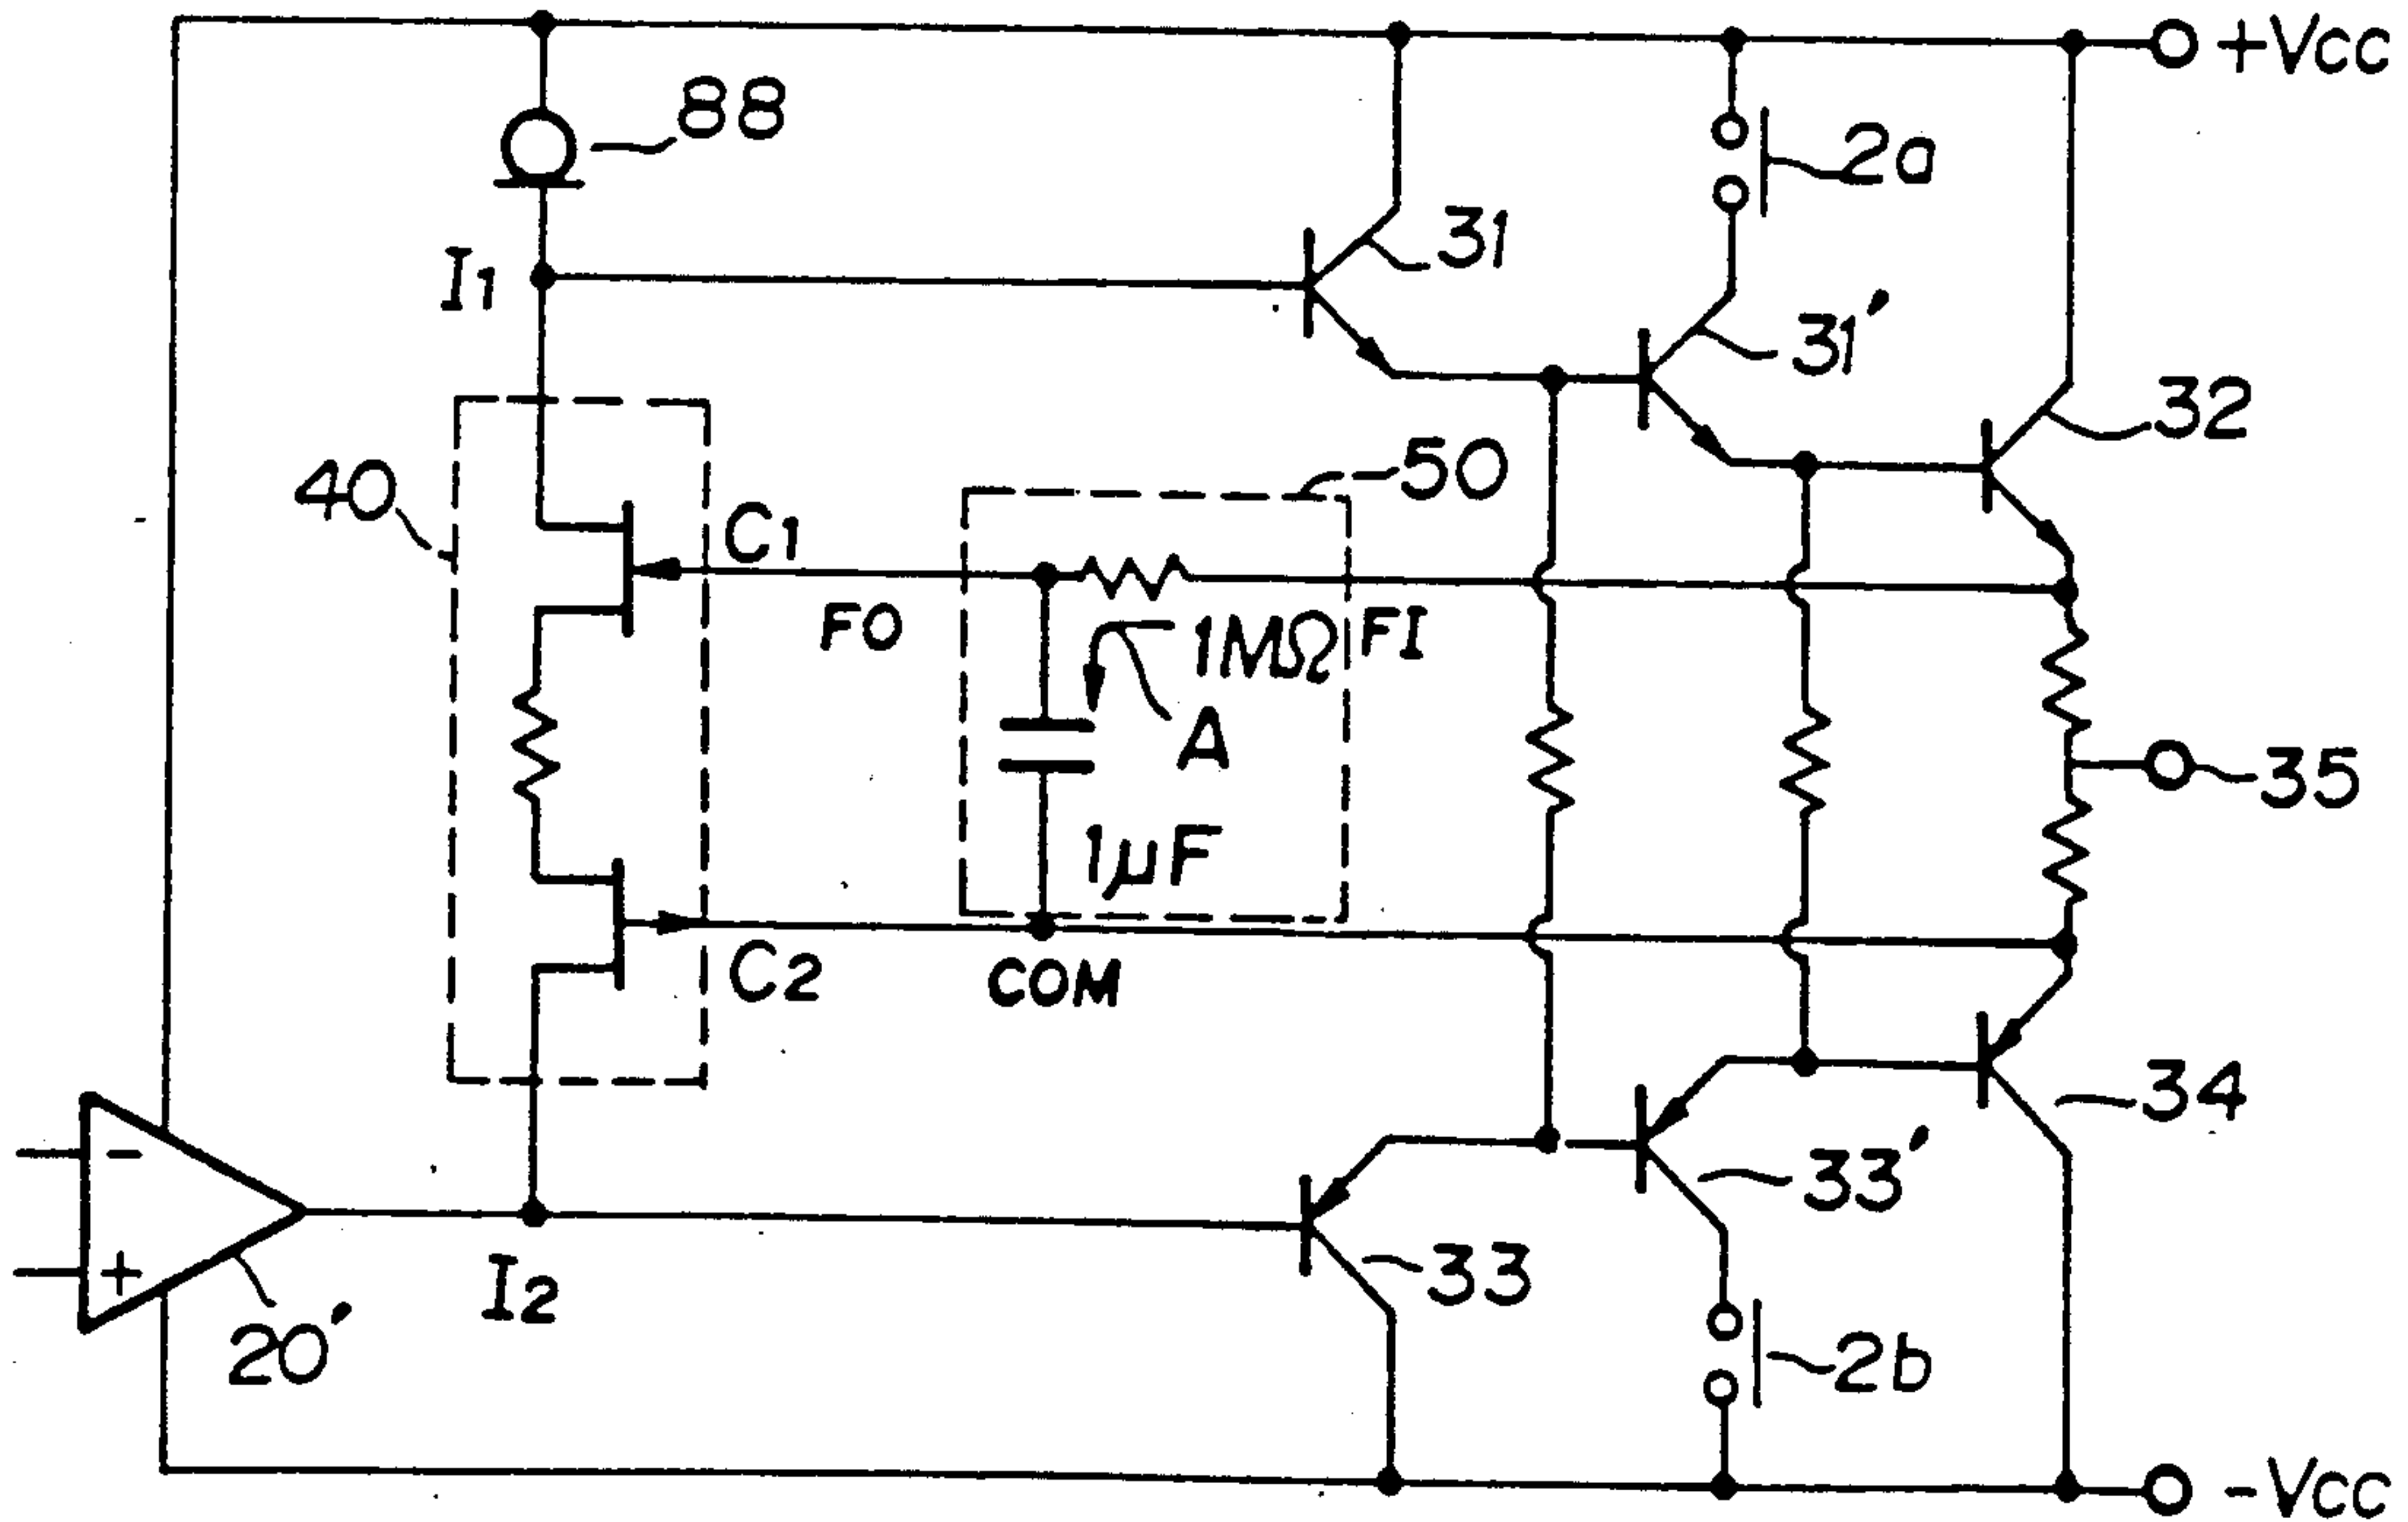 +Vcc
88
2a
I1
31
31'
32
40
50
C1
FO
1MΩ
FI
A
35
1μF
C2
COM
34
33'
33
I2
20'
2b
-
+
-Vcc